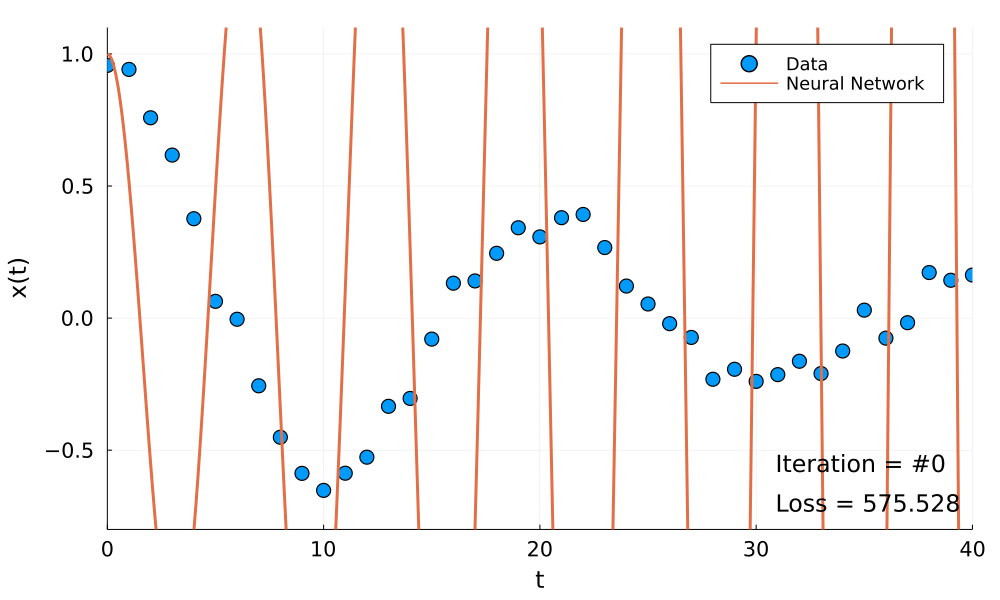 1.0
0.5
0.0
−0.5
x(t)
0
10
20
30
40
t
Data
Neural Network
Iteration = #0
Loss = 575.528